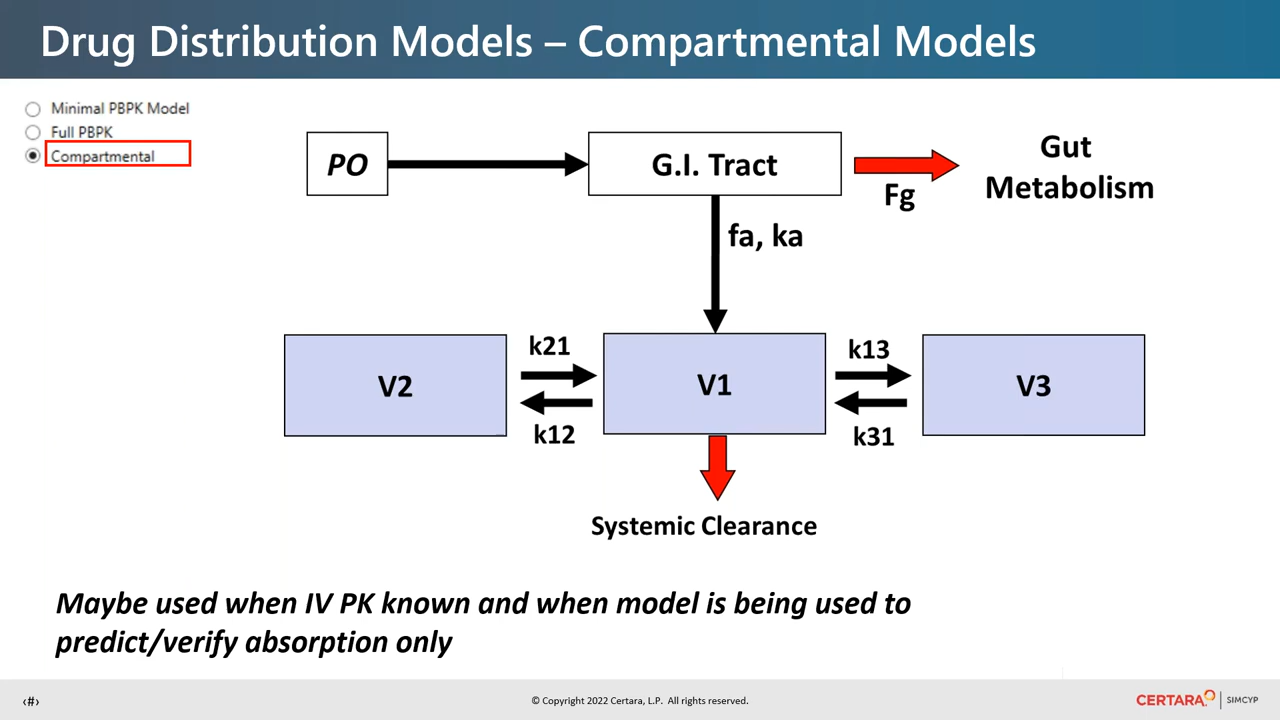 Drug Distribution Models – Compartmental Models
Minimal PBPK Model
Full PBPK
Compartmental
PO
G.I. Tract
Fg
Gut
Metabolism
fa, ka
V2
k21
k12
V1
k13
k31
V3
Systemic Clearance
Maybe used when IV PK known and when model is being used to
predict/verify absorption only
‹#›
© Copyright 2022 Certara, L.P. All rights reserved.
CERTARA SIMCYP